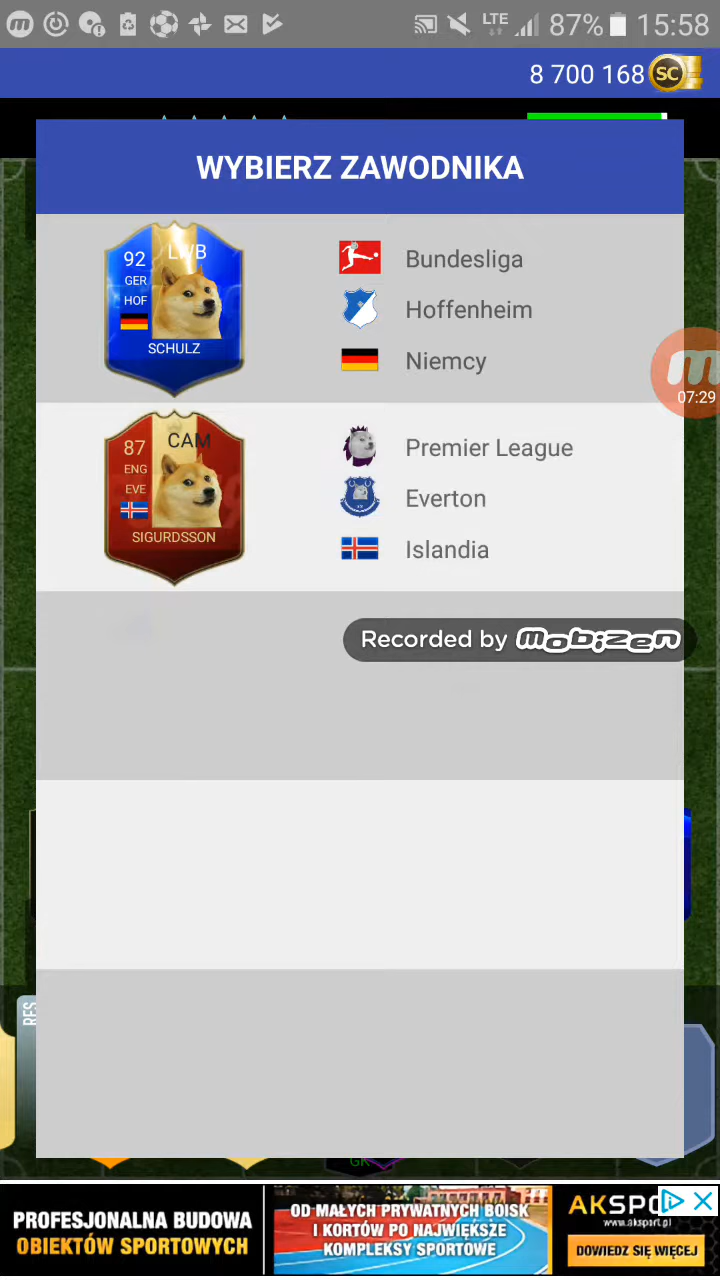 LTE 87% 15:58
8 700 168 SC
WYBIERZ ZAWODNIKA
92 LWB
GER
HOF
SCHULZ
Bundesliga
Hoffenheim
Niemcy
07:29
87 CAM
ENG
EVE
SIGURDSSON
Premier League
Everton
Islandia
Recorded by mobizen
RES
GK
PROFESJONALNA BUDOWA
OBIEKTÓW SPORTOWYCH
OD MAŁYCH PRYWATNYCH BOISK
I KORTÓW PO NAJWIĘKSZE
KOMPLEKSY SPORTOWE
AKSPO
www.aksport.pl
DOWIEDZ SIĘ WIĘCEJ